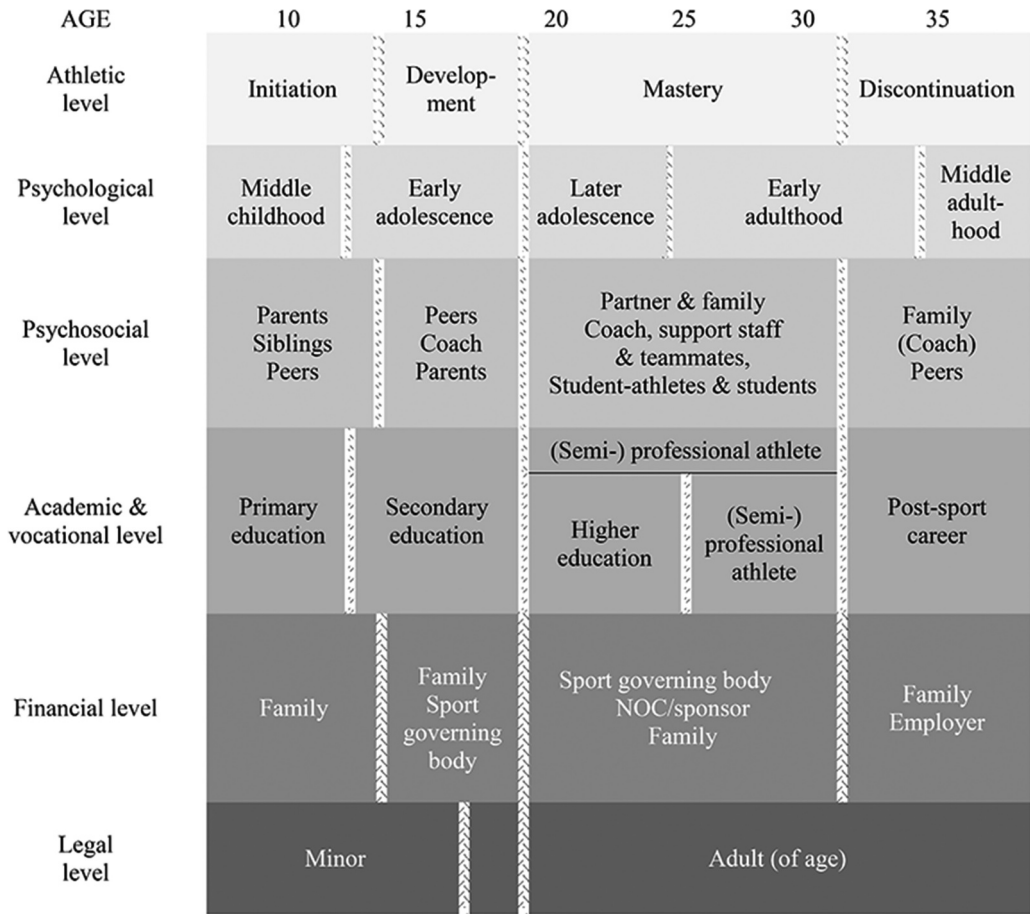 AGE 10 15 20 25 30 35
Athletic
level
Initiation
Develop-
ment
Mastery
Discontinuation
Psychological
level
Middle
childhood
Early
adolescence
Later
adolescence
Early
adulthood
Middle
adult-
hood
Psychosocial
level
Parents
Siblings
Peers
Peers
Coach
Parents
Partner & family
Coach, support staff
& teammates,
Student-athletes & students
Family
(Coach)
Peers
Academic &
vocational level
Primary
education
Secondary
education
(Semi-) professional athlete
Higher
education
(Semi-)
professional
athlete
Post-sport
career
Financial level
Family
Family
Sport
governing
body
Sport governing body
NOC/sponsor
Family
Family
Employer
Legal
level
Minor
Adult (of age)